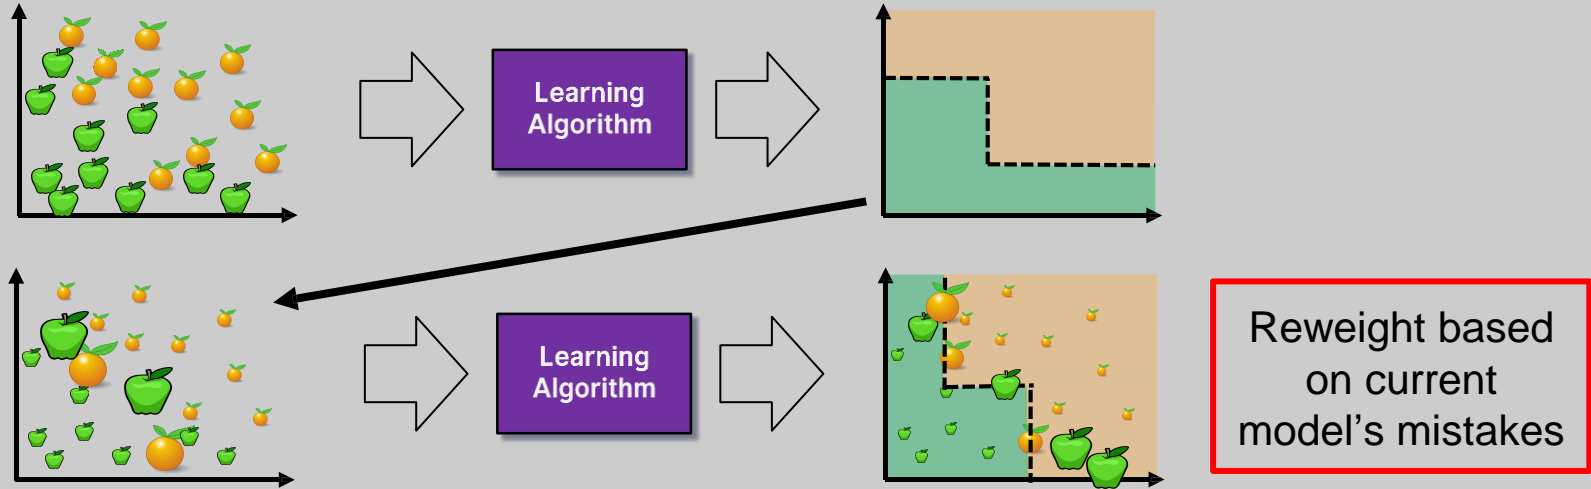 Learning
Algorithm
Learning
Algorithm
Reweight based
on current
model’s mistakes